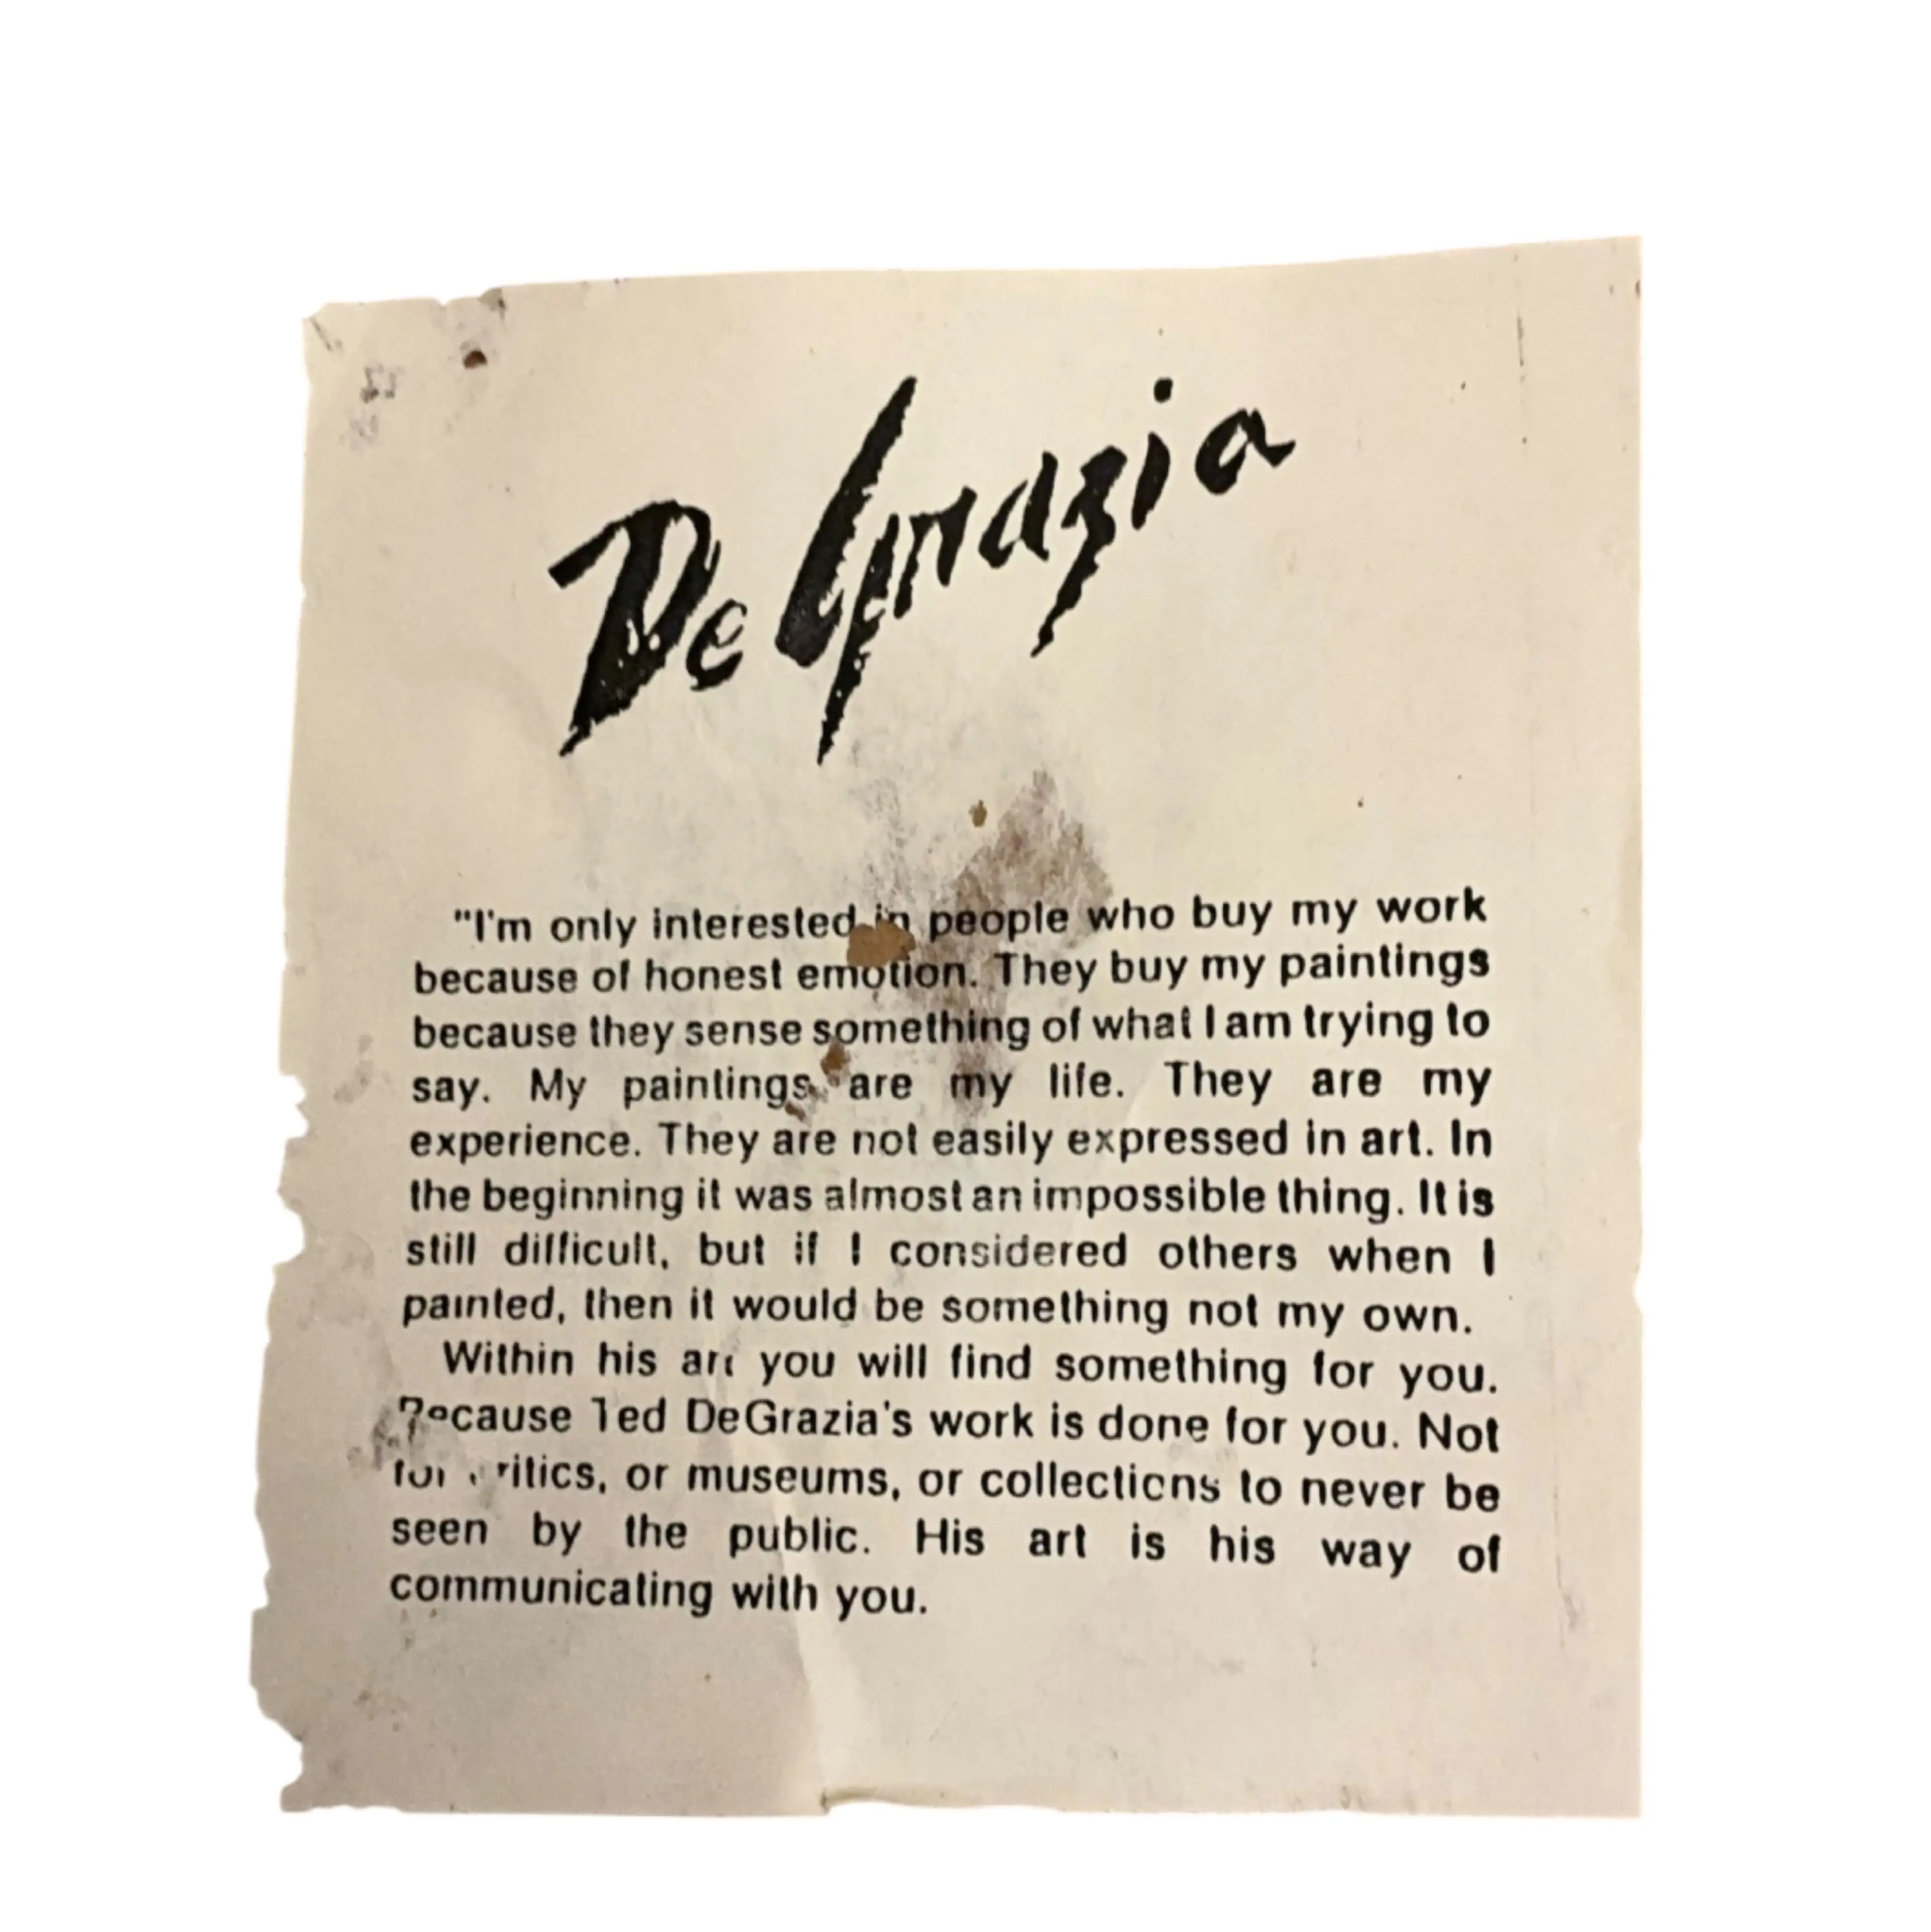 De Grazia
"I'm only interested in people who buy my work
because of honest emotion. They buy my paintings
because they sense something of what I am trying to
say. My paintings are my life. They are my
experience. They are not easily expressed in art. In
the beginning it was almost an impossible thing. It is
still difficult, but if I considered others when I
painted, then it would be something not my own.
Within his art you will find something for you.
Because Ted DeGrazia's work is done for you. Not
for critics, or museums, or collections to never be
seen by the public. His art is his way of
communicating with you.